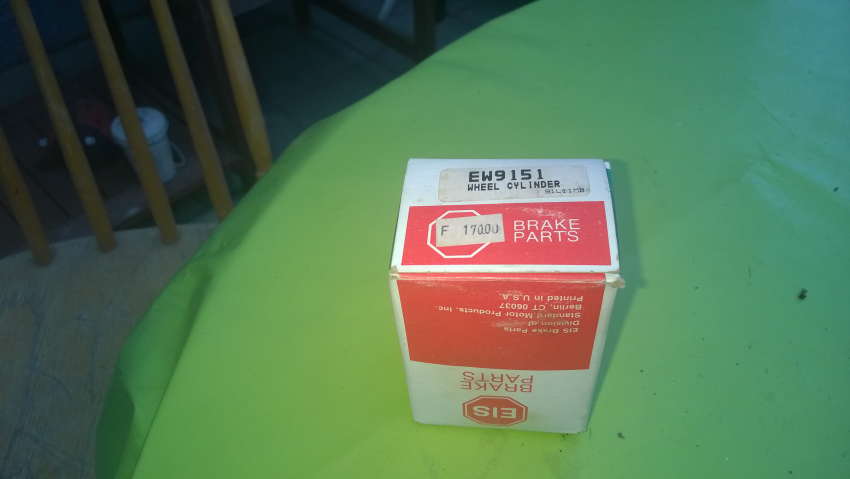 EW9151
WHEEL CYLINDER
F 17000
BRAKE
PARTS
EIS Brake Parts
Division of
Standard Motor Products, Inc.
Berlin, CT 06037
Printed in U.S.A.
BRAKE
PARTS
EIS